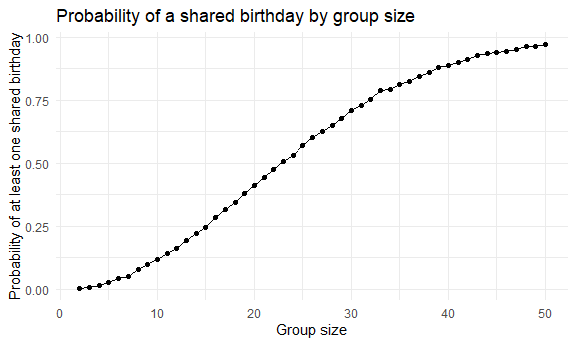 Probability of a shared birthday by group size
Probability of at least one shared birthday
1.00
0.75
0.50
0.25
0.00
0 10 20 30 40 50
Group size